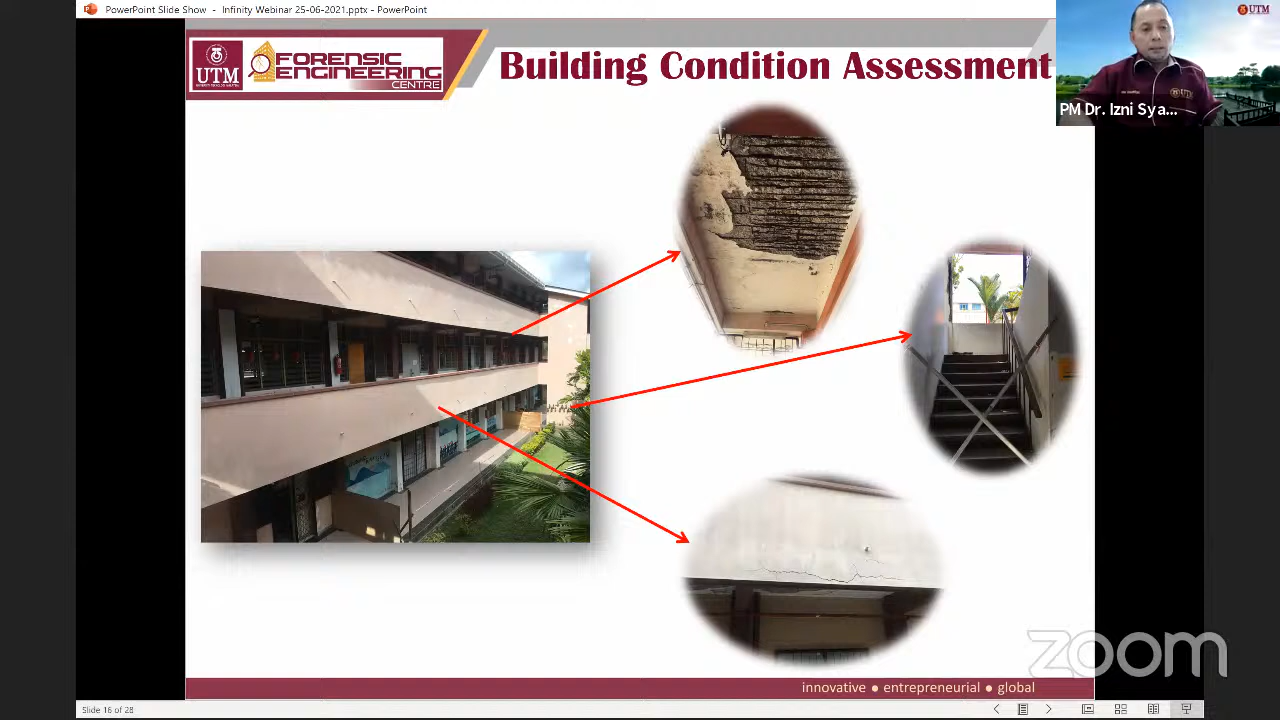 PowerPoint Slide Show - Infinity Webinar 25-06-2021.pptx - PowerPoint
UTM
UTM
FORENSIC
ENGINEERING
CENTRE
Building Condition Assessment
PM Dr. Izni Sya...
UTM
zoom
innovative ● entrepreneurial ● global
Slide 16 of 28